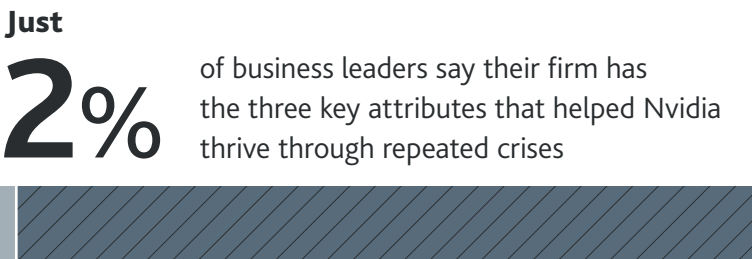 Just
2%
of business leaders say their firm has
the three key attributes that helped Nvidia
thrive through repeated crises